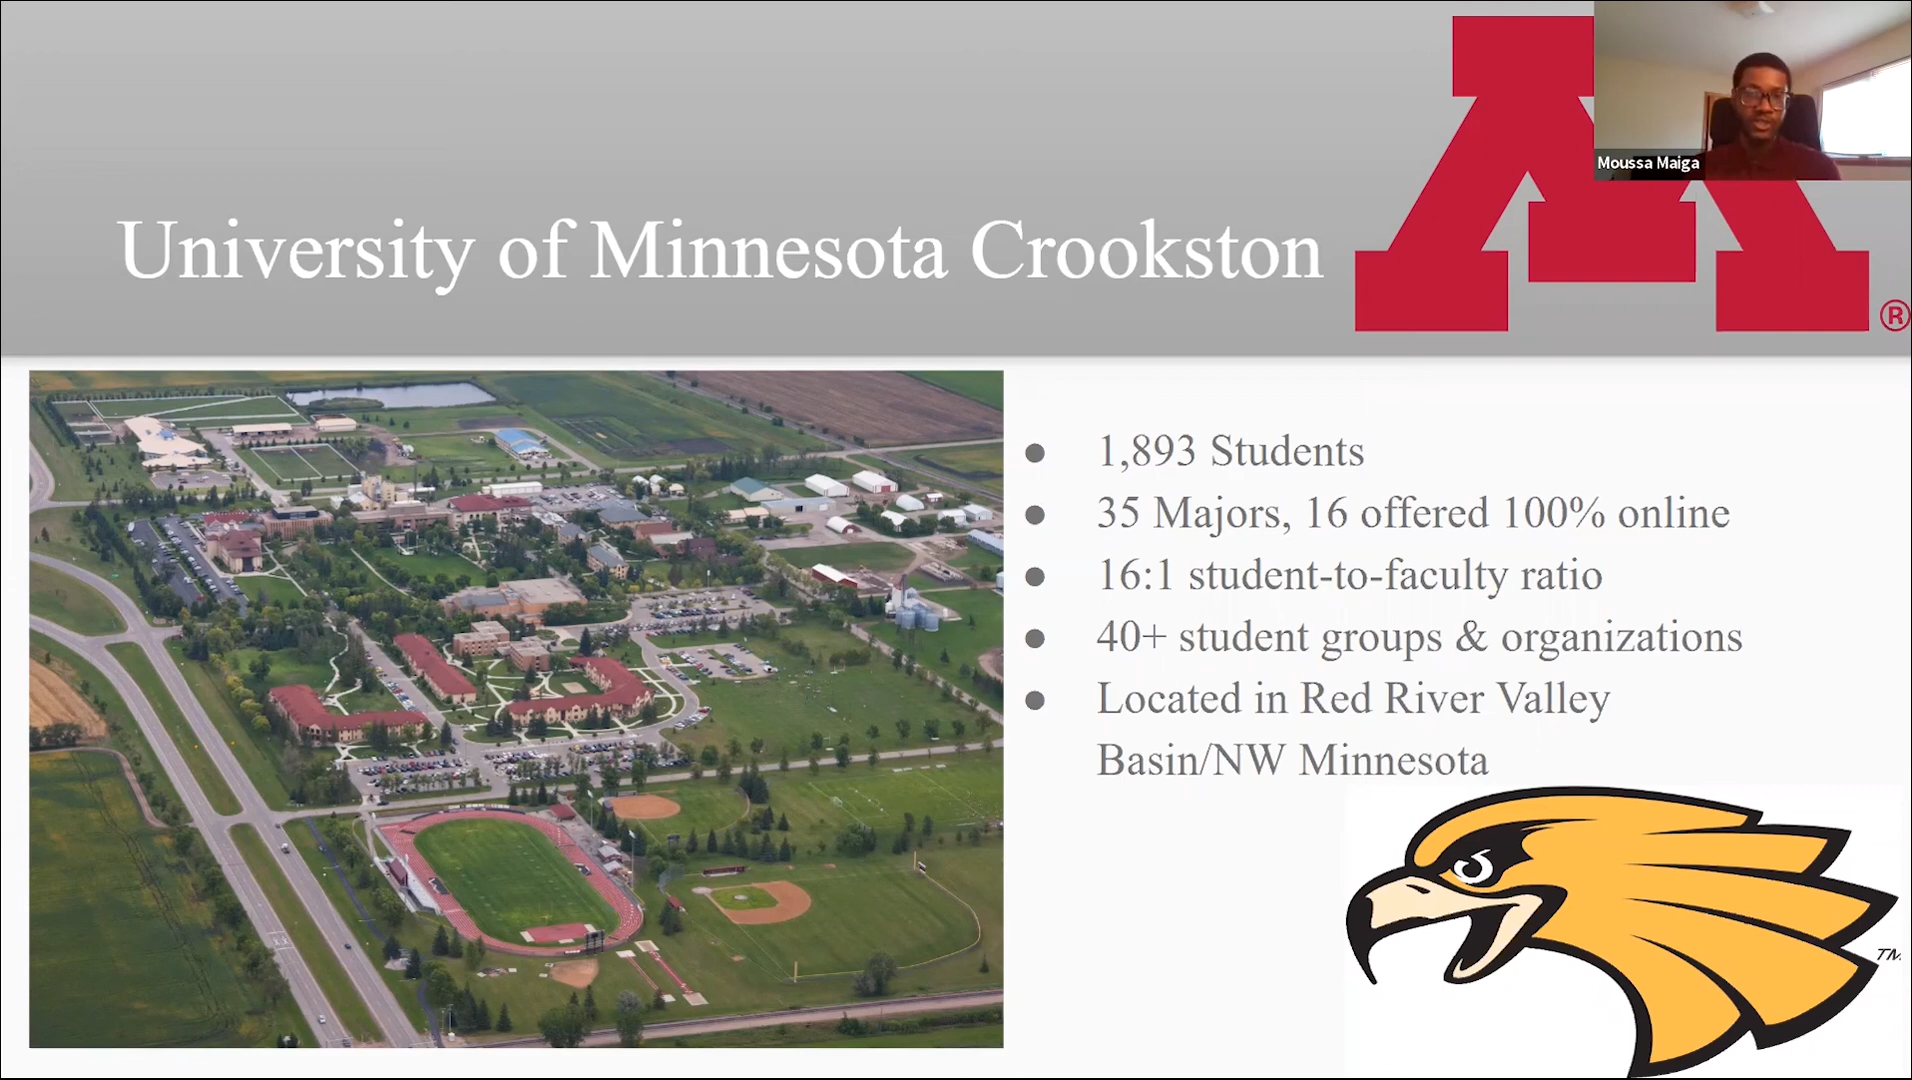 Moussa Maiga
University of Minnesota Crookston
®
● 1,893 Students
● 35 Majors, 16 offered 100% online
● 16:1 student-to-faculty ratio
● 40+ student groups & organizations
● Located in Red River Valley
Basin/NW Minnesota
TM